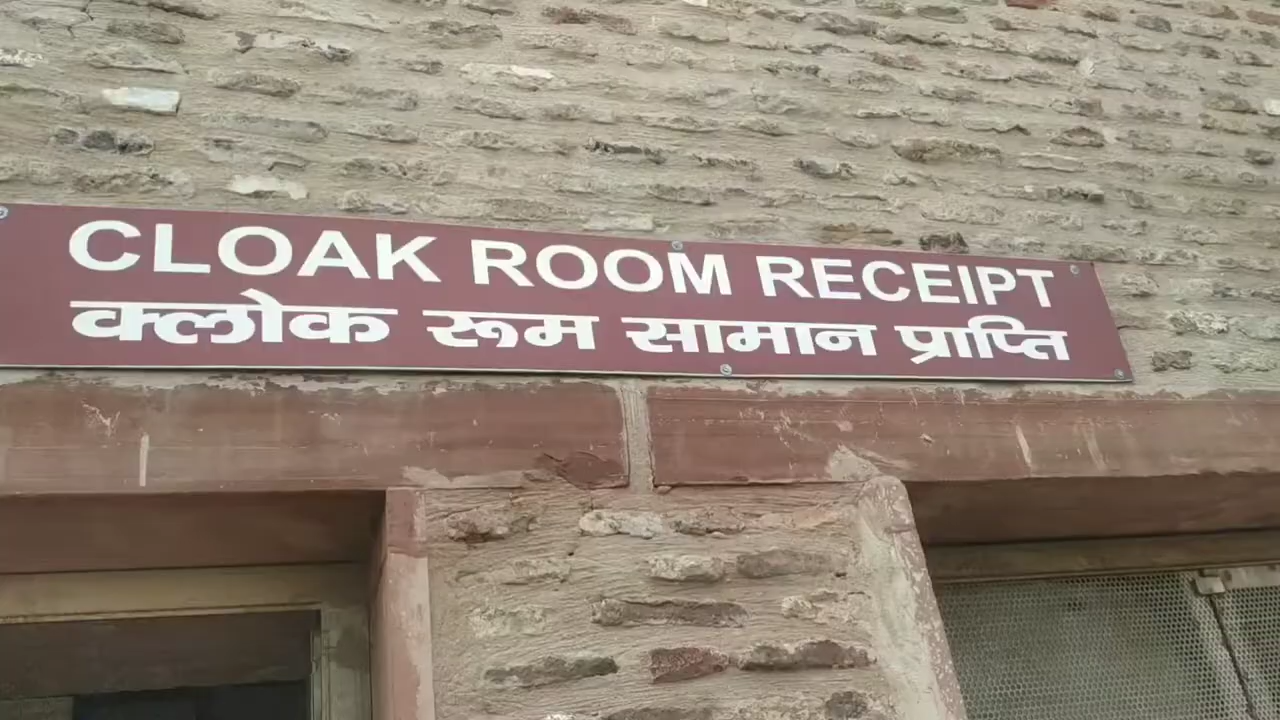 CLOAK ROOM RECEIPT
क्लोक रूम सामान प्राप्ति